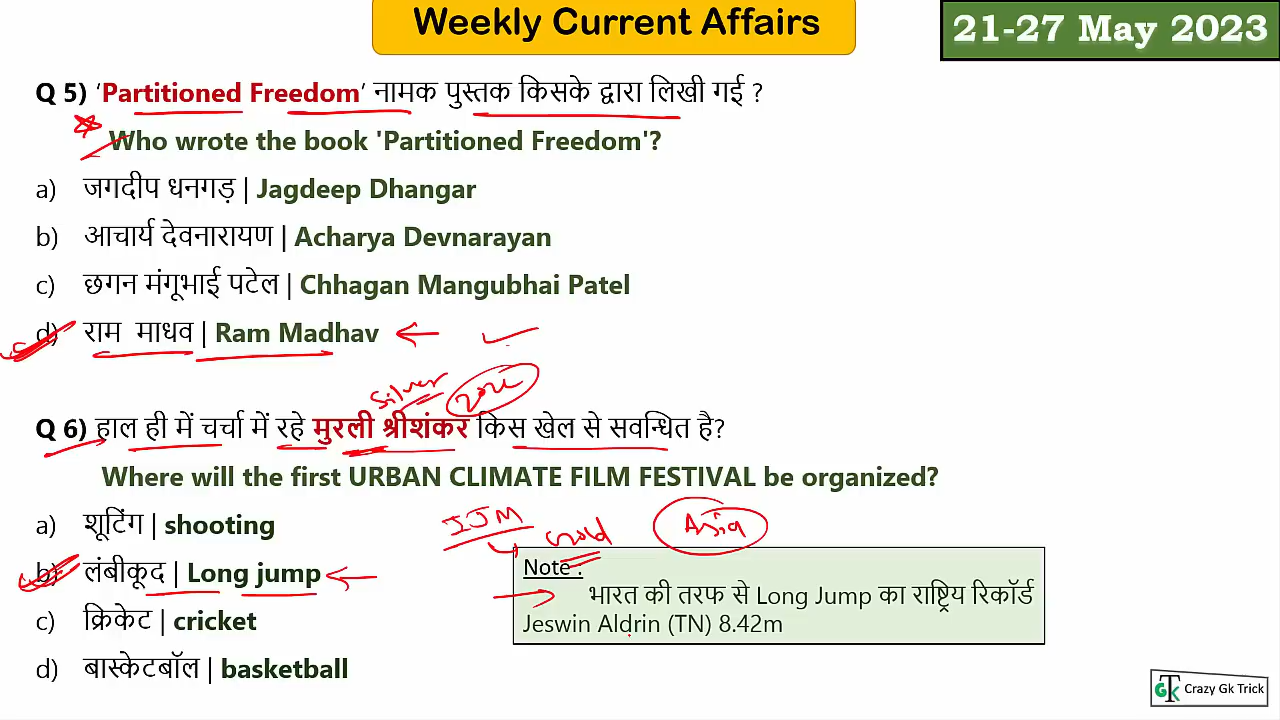 Weekly Current Affairs
21-27 May 2023
Q 5) ‘Partitioned Freedom’ नामक पुस्तक किसके द्वारा लिखी गई ?
Who wrote the book 'Partitioned Freedom'?
a) जगदीप धनगड़ | Jagdeep Dhangar
b) आचार्य देवनारायण | Acharya Devnarayan
c) छगन मंगूभाई पटेल | Chhagan Mangubhai Patel
d) राम माधव | Ram Madhav
Silver
Q 6) हाल ही में चर्चा में रहे मुरली श्रीशंकर किस खेल से सवन्धित है?
Where will the first URBAN CLIMATE FILM FESTIVAL be organized?
a) शूटिंग | shooting
IJM
Gold
Asia
b) लंबीकूद | Long jump
Note :
भारत की तरफ से Long Jump का राष्ट्रिय रिकॉर्ड
Jeswin Aldrin (TN) 8.42m
c) क्रिकेट | cricket
d) बास्केटबॉल | basketball
GTK Crazy Gk Trick